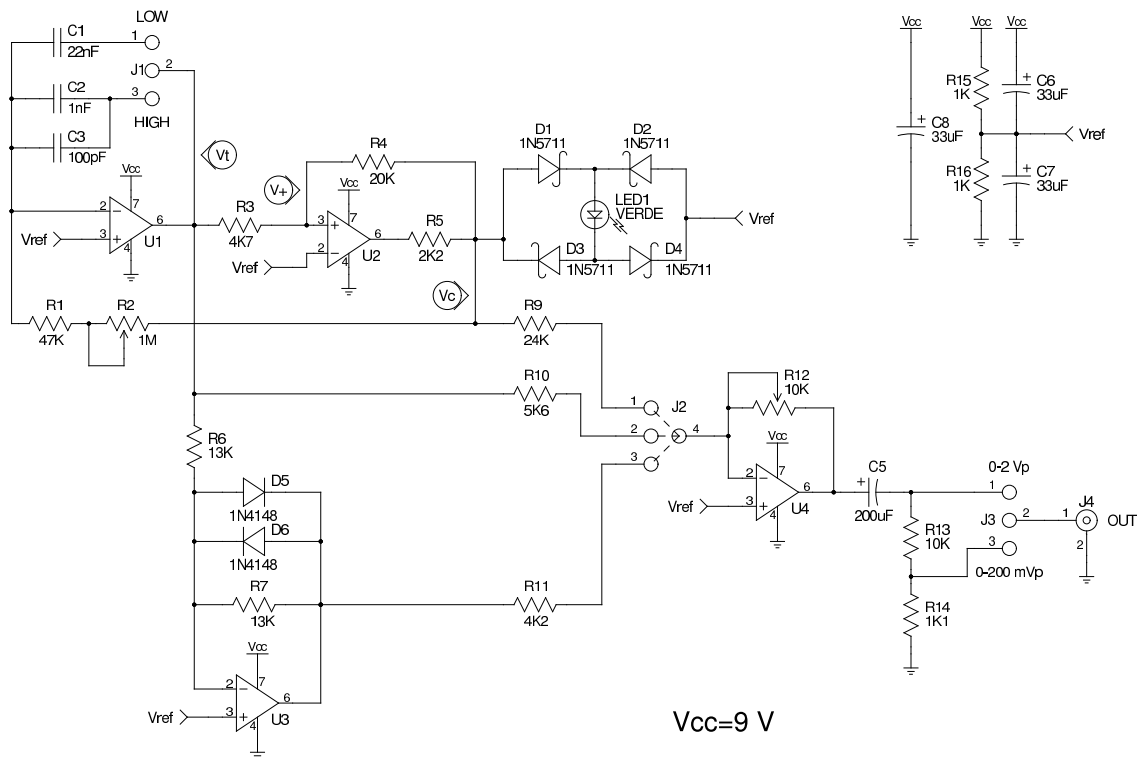 LOW
C1
22nF
1
J1
2
C2
1nF
3
HIGH
C3
100pF
Vt
Vcc
7
2
6
Vref
3
4
U1
R3
4K7
V+
R4
20K
Vcc
7
3
6
Vref
2
4
U2
R5
2K2
Vc
D1
1N5711
D2
1N5711
LED1
VERDE
D3
1N5711
D4
1N5711
Vref
Vcc
Vcc
Vcc
R15
1K
C6
33uF
C8
33uF
Vref
R16
1K
C7
33uF
R1
47K
R2
1M
R9
24K
R10
5K6
R6
13K
D5
1N4148
D6
1N4148
R7
13K
R11
4K2
Vcc
7
2
6
Vref
3
4
U3
1
J2
2
4
3
R12
10K
Vcc
7
2
6
Vref
3
4
U4
C5
200uF
0-2 Vp
1
J3
2
3
0-200 mVp
R13
10K
R14
1K1
J4
1
OUT
2
Vcc=9 V